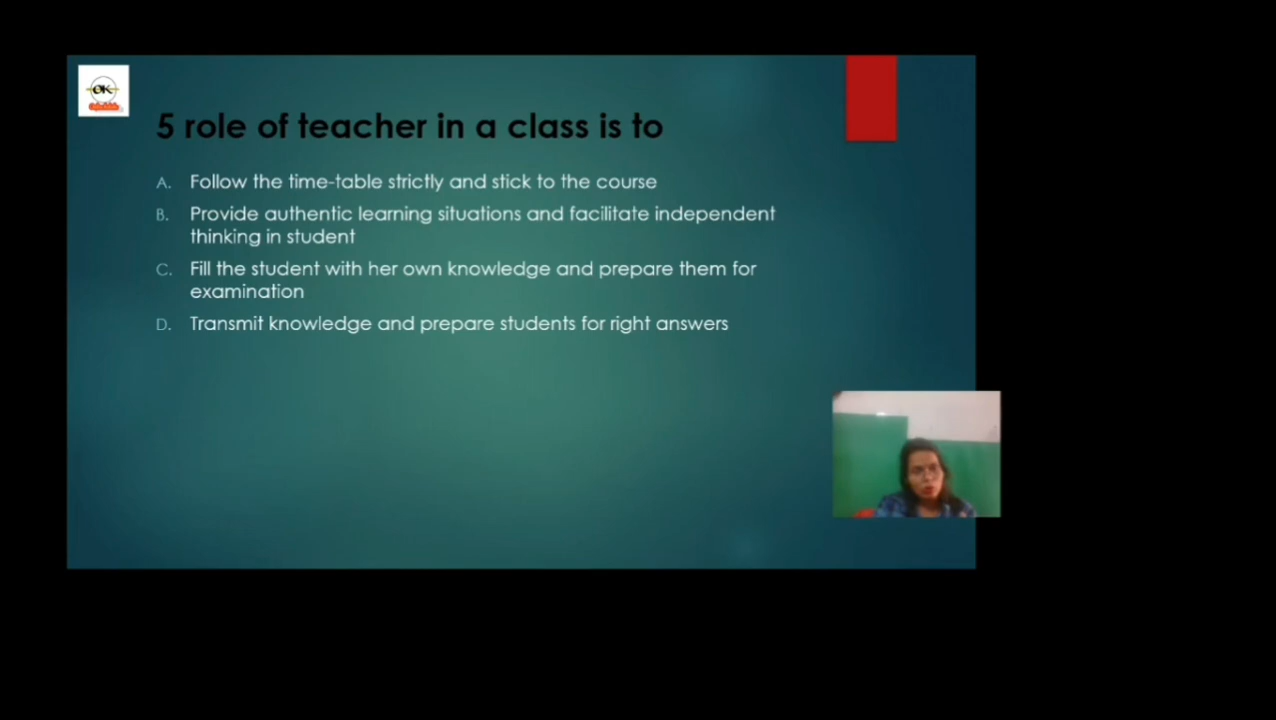 OK
5 role of teacher in a class is to
A. Follow the time-table strictly and stick to the course
B. Provide authentic learning situations and facilitate independent
thinking in student
C. Fill the student with her own knowledge and prepare them for
examination
D. Transmit knowledge and prepare students for right answers